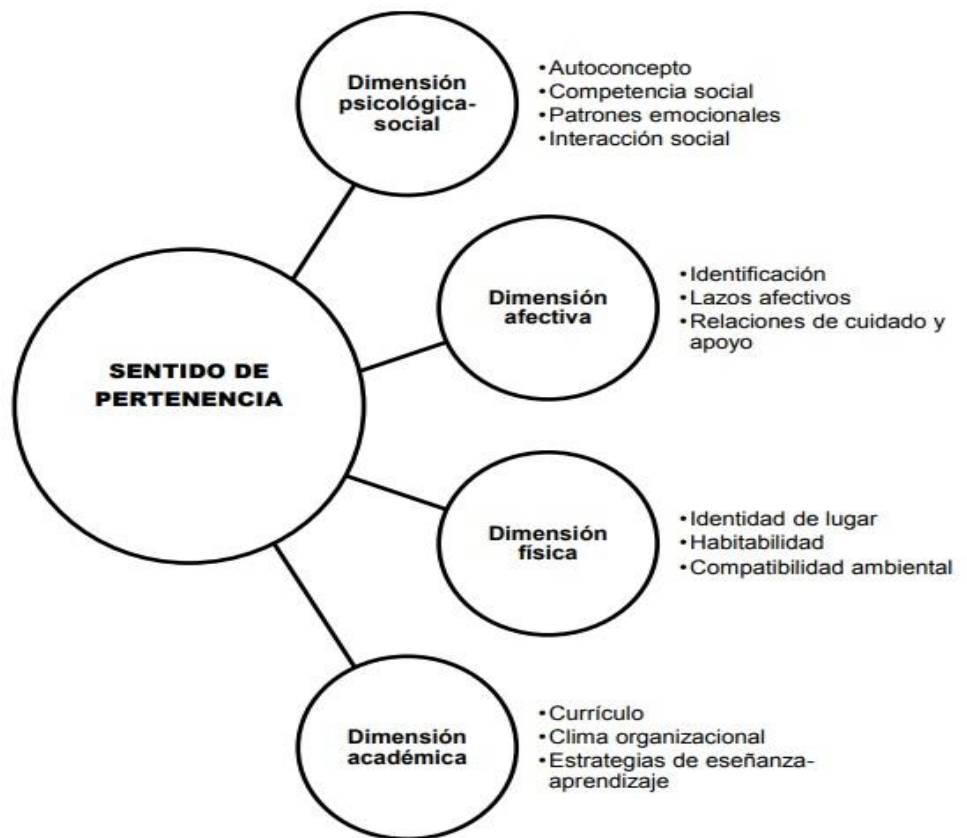 Dimensión
psicológica-
social
•Autoconcepto
•Competencia social
•Patrones emocionales
•Interacción social
Dimensión
afectiva
•Identificación
•Lazos afectivos
•Relaciones de cuidado y
apoyo
SENTIDO DE
PERTENENCIA
Dimensión
física
•Identidad de lugar
•Habitabilidad
•Compatibilidad ambiental
Dimensión
académica
•Currículo
•Clima organizacional
•Estrategias de eseñanza-
aprendizaje